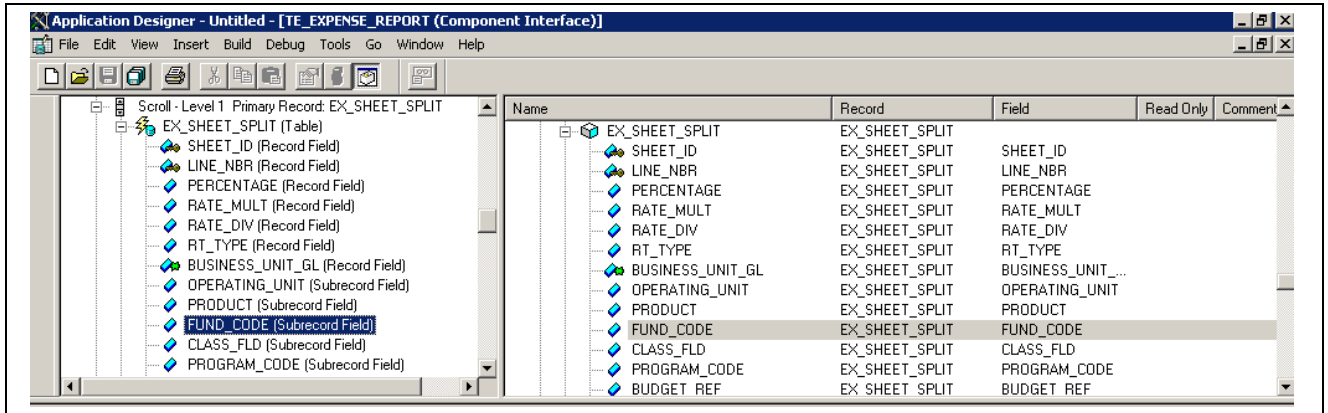 Application Designer - Untitled - [TE_EXPENSE_REPORT (Component Interface)]
File Edit View Insert Build Debug Tools Go Window Help
Scroll - Level 1 Primary Record: EX_SHEET_SPLIT
EX_SHEET_SPLIT (Table)
SHEET_ID (Record Field)
LINE_NBR (Record Field)
PERCENTAGE (Record Field)
RATE_MULT (Record Field)
RATE_DIV (Record Field)
RT_TYPE (Record Field)
BUSINESS_UNIT_GL (Record Field)
OPERATING_UNIT (Subrecord Field)
PRODUCT (Subrecord Field)
FUND_CODE (Subrecord Field)
CLASS_FLD (Subrecord Field)
PROGRAM_CODE (Subrecord Field)
Name Record Field Read Only Comment
EX_SHEET_SPLIT EX_SHEET_SPLIT
SHEET_ID EX_SHEET_SPLIT SHEET_ID
LINE_NBR EX_SHEET_SPLIT LINE_NBR
PERCENTAGE EX_SHEET_SPLIT PERCENTAGE
RATE_MULT EX_SHEET_SPLIT RATE_MULT
RATE_DIV EX_SHEET_SPLIT RATE_DIV
RT_TYPE EX_SHEET_SPLIT RT_TYPE
BUSINESS_UNIT_GL EX_SHEET_SPLIT BUSINESS_UNIT_...
OPERATING_UNIT EX_SHEET_SPLIT OPERATING_UNIT
PRODUCT EX_SHEET_SPLIT PRODUCT
FUND_CODE EX_SHEET_SPLIT FUND_CODE
CLASS_FLD EX_SHEET_SPLIT CLASS_FLD
PROGRAM_CODE EX_SHEET_SPLIT PROGRAM_CODE
BUDGET_REF EX_SHEET_SPLIT BUDGET_REF